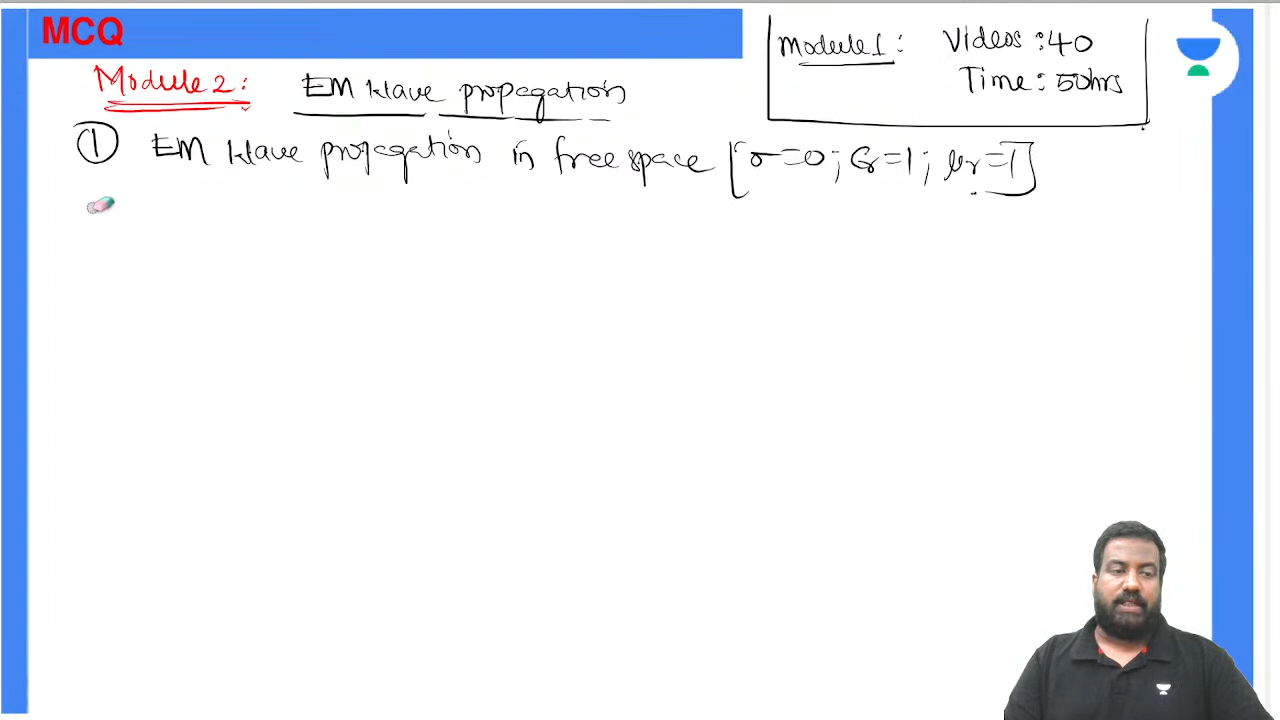 MCQ
Module 1: Videos: 40
Time: 50hrs
Module 2: EM Wave propagation
① EM Wave propagation in free space [σ=0; εr=1; μr=1]